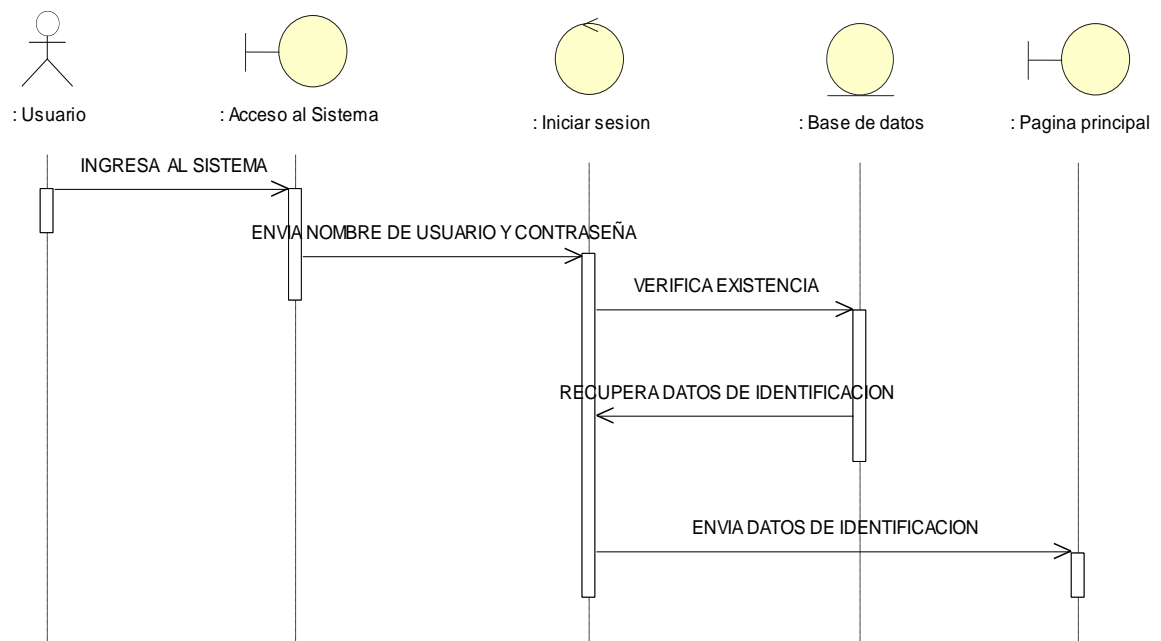 : Usuario
: Acceso al Sistema
: Iniciar sesion
: Base de datos
: Pagina principal
INGRESA AL SISTEMA
ENVIA NOMBRE DE USUARIO Y CONTRASEÑA
VERIFICA EXISTENCIA
RECUPERA DATOS DE IDENTIFICACION
ENVIA DATOS DE IDENTIFICACION